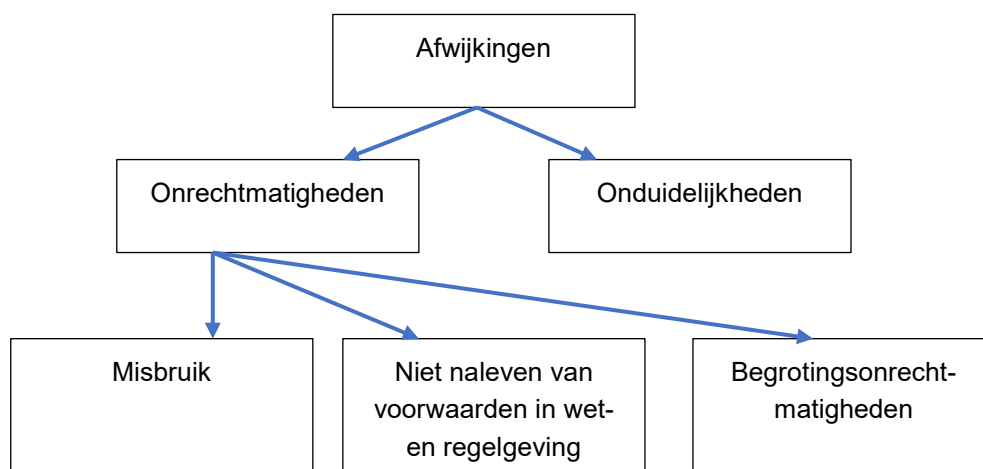 Afwijkingen
Onrechtmatigheden
Onduidelijkheden
Misbruik
Niet naleven van
voorwaarden in wet-
en regelgeving
Begrotingsonrecht-
matigheden